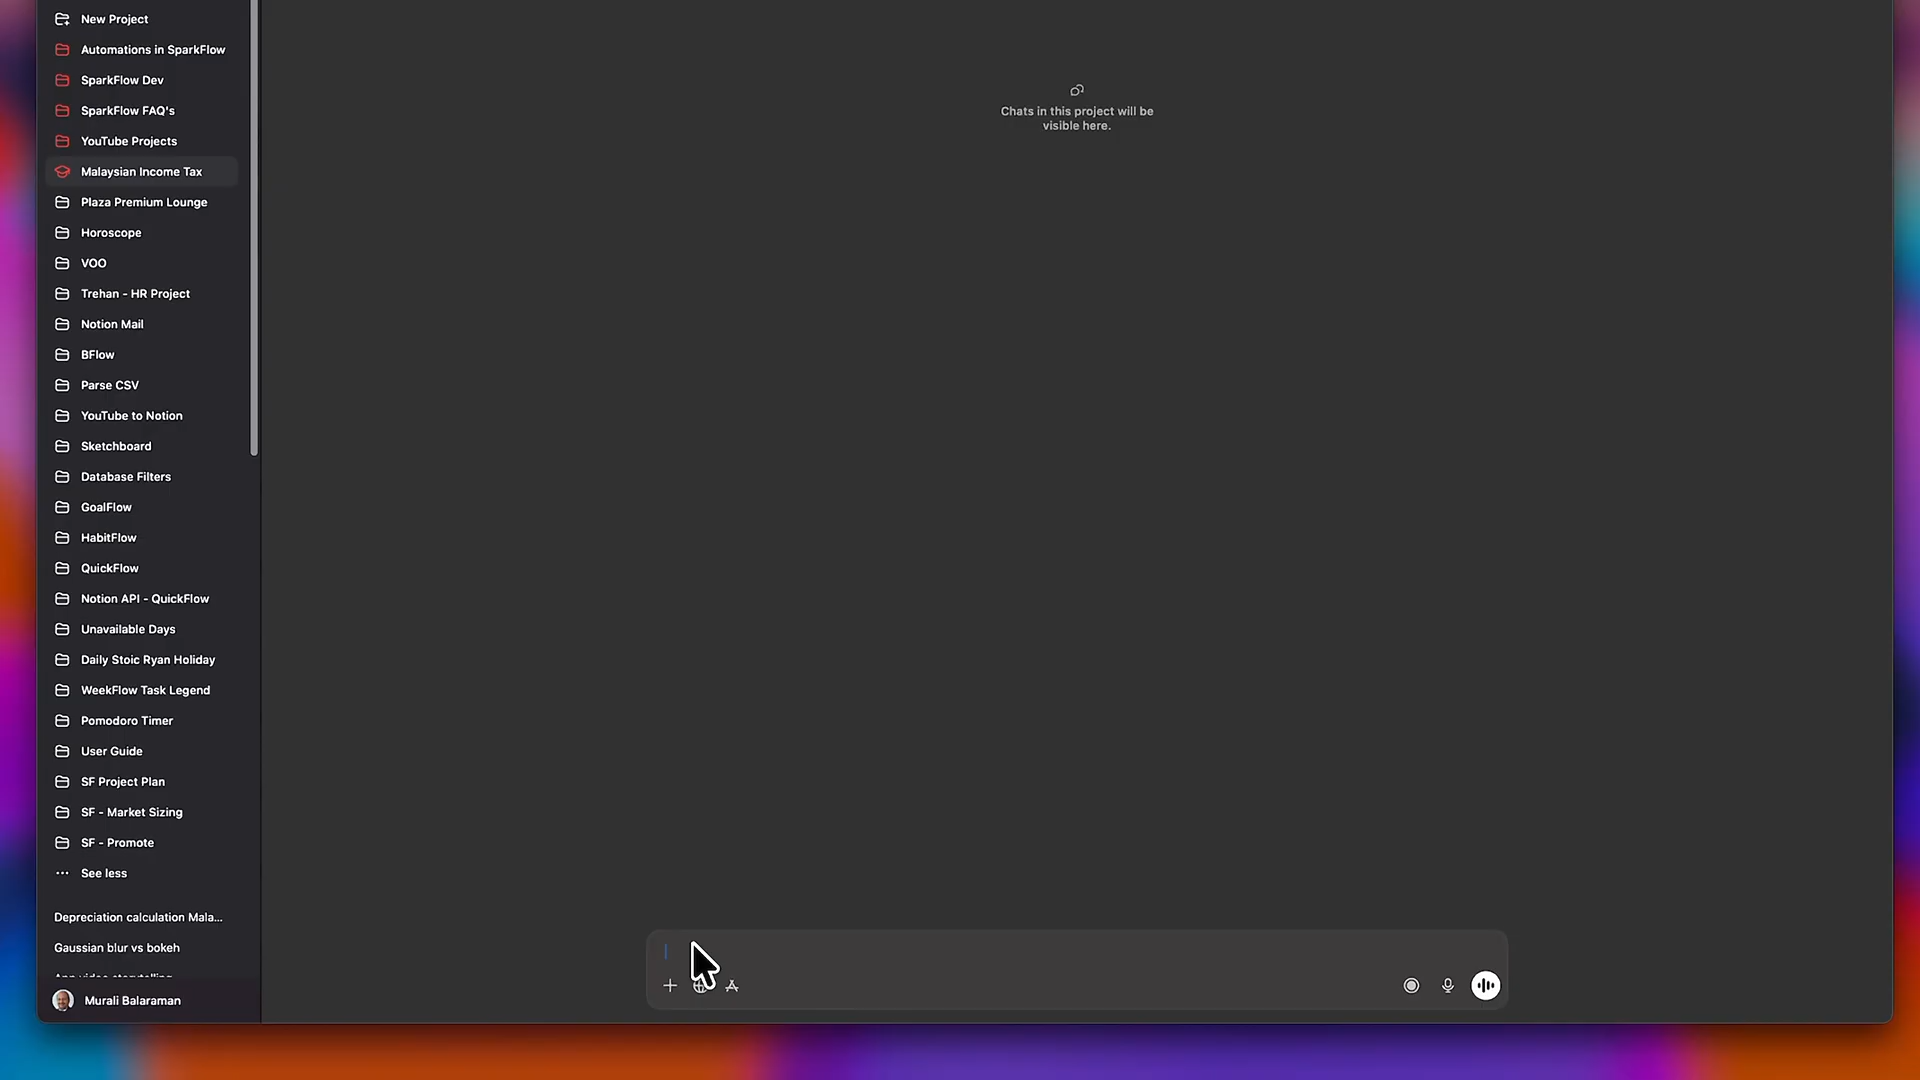 New Project
Automations in SparkFlow
SparkFlow Dev
SparkFlow FAQ's
YouTube Projects
Malaysian Income Tax
Plaza Premium Lounge
Horoscope
VOO
Trehan - HR Project
Notion Mail
BFlow
Parse CSV
YouTube to Notion
Sketchboard
Database Filters
GoalFlow
HabitFlow
QuickFlow
Notion API - QuickFlow
Unavailable Days
Daily Stoic Ryan Holiday
WeekFlow Task Legend
Pomodoro Timer
User Guide
SF Project Plan
SF - Market Sizing
SF - Promote
See less
Depreciation calculation Mala...
Gaussian blur vs bokeh
App video storytelling
Murali Balaraman
Chats in this project will be
visible here.